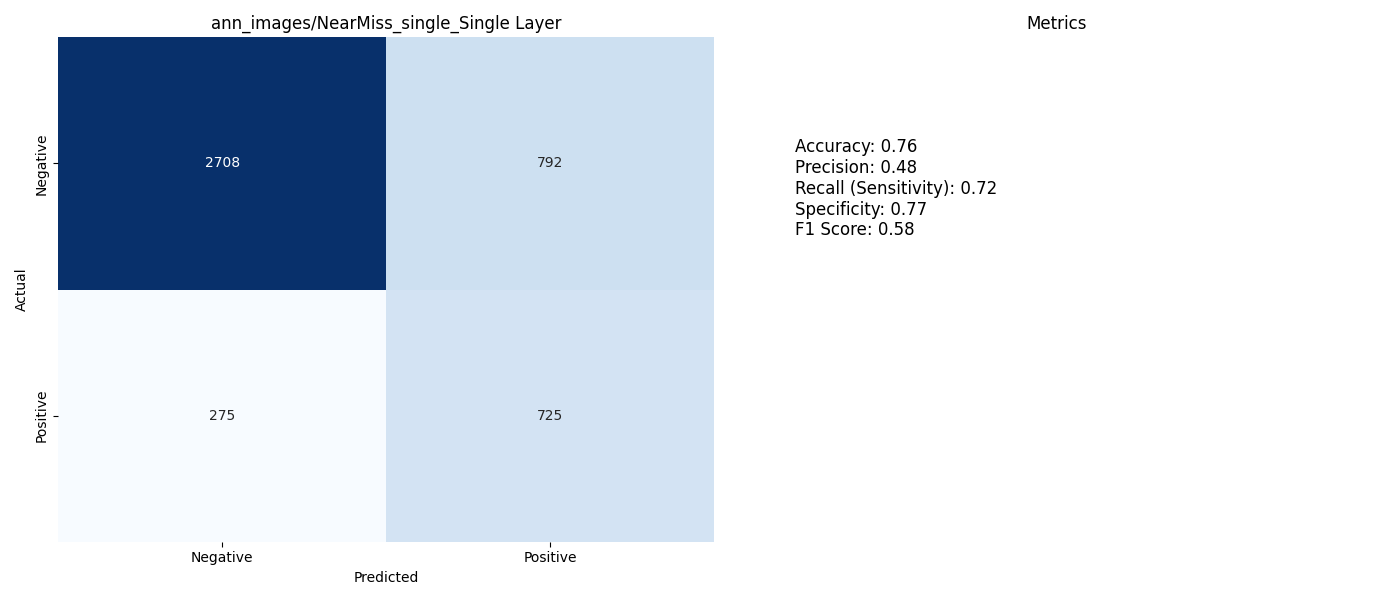 ann_images/NearMiss_single_Single Layer
Metrics
Negative
2708
792
Accuracy: 0.76
Precision: 0.48
Recall (Sensitivity): 0.72
Specificity: 0.77
F1 Score: 0.58
Actual
Positive
275
725
Negative
Positive
Predicted